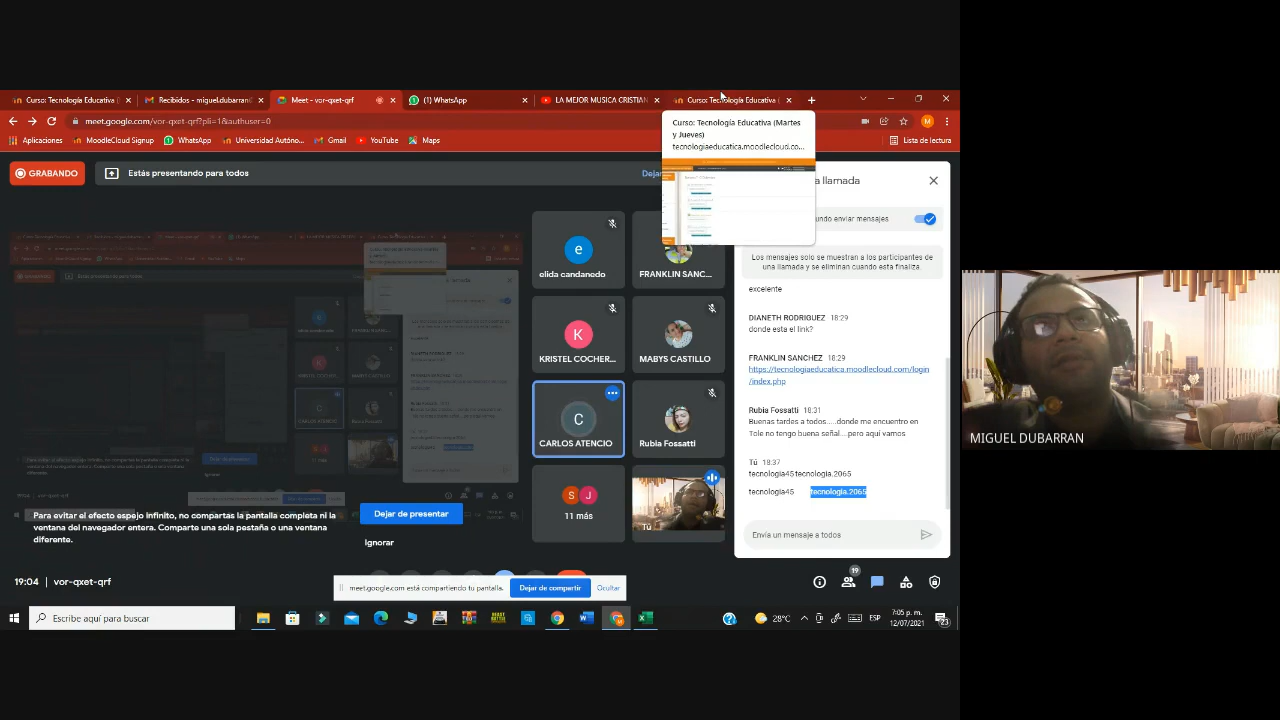 Curso: Tecnología Educativa (
Recibidos - miguel.dubarran@
Meet - vor-qxet-qrf
(1) WhatsApp
LA MEJOR MUSICA CRISTIAN
Curso: Tecnología Educativa (
meet.google.com/vor-qxet-qrf?pli=1&authuser=0
Aplicaciones
MoodleCloud Signup
WhatsApp
Universidad Autóno...
Gmail
YouTube
Maps
Lista de lectura
Curso: Tecnología Educativa (Martes
y Jueves)
tecnologiaeducatica.moodlecloud.co...
GRABANDO
Estás presentando para todos
Dejar
a llamada
undo enviar mensajes
Los mensajes solo se muestran a los participantes de
una llamada y se eliminan cuando esta finaliza.
excelente
DIANETH RODRIGUEZ 18:29
donde esta el link?
FRANKLIN SANCHEZ 18:29
https://tecnologiaeducatica.moodlecloud.com/login
/index.php
Rubia Fossatti 18:31
Buenas tardes a todos.....donde me encuentro en
Tole no tengo buena señal....pero aquí vamos
Tú 18:37
tecnologia45tecnologia.2065
tecnologia45 tecnologia.2065
Envía un mensaje a todos
e
elida candanedo
FRANKLIN SANC...
K
KRISTEL COCHER...
MABYS CASTILLO
C
CARLOS ATENCIO
Rubia Fossatti
S J
11 más
Tú
Para evitar el efecto espejo infinito, no compartas la pantalla completa ni la
ventana del navegador entera. Comparte una sola pestaña o una ventana
diferente.
Dejar de presentar
Ignorar
19:04 vor-qxet-qrf
meet.google.com está compartiendo tu pantalla.
Dejar de compartir
Ocultar
19
Escribe aquí para buscar
28°C
ESP
7:05 p. m.
12/07/2021
23
MIGUEL DUBARRAN